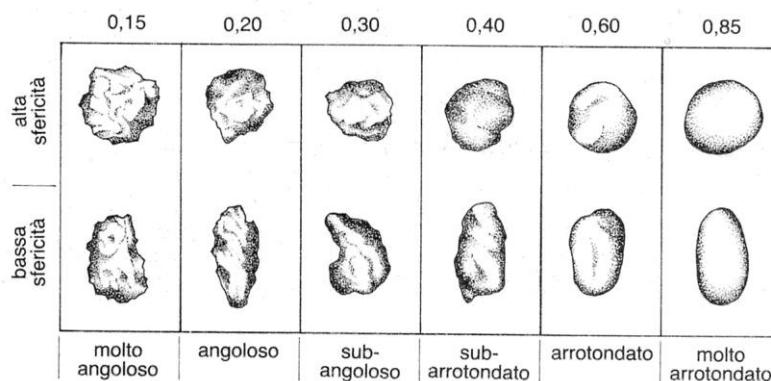 0,15 0,20 0,30 0,40 0,60 0,85
alta
sfericità
bassa
sfericità
molto
angoloso
angoloso
sub-
angoloso
sub-
arrotondato
arrotondato
molto
arrotondato